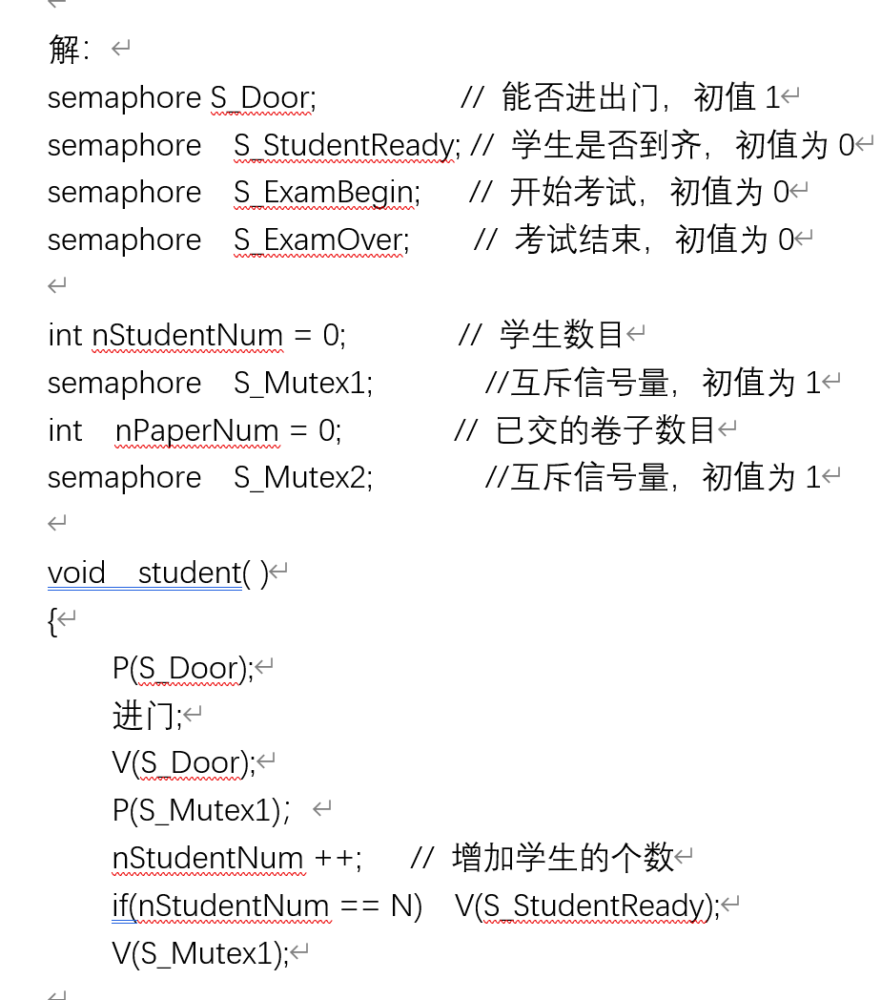 解：
semaphore S_Door; // 能否进出门，初值 1
semaphore S_StudentReady; // 学生是否到齐，初值为 0
semaphore S_ExamBegin; // 开始考试，初值为 0
semaphore S_ExamOver; // 考试结束，初值为 0
int nStudentNum = 0; // 学生数目
semaphore S_Mutex1; //互斥信号量，初值为 1
int nPaperNum = 0; // 已交的卷子数目
semaphore S_Mutex2; //互斥信号量，初值为 1
void student( )
{
P(S_Door);
进门;
V(S_Door);
P(S_Mutex1)；
nStudentNum ++; // 增加学生的个数
if(nStudentNum == N) V(S_StudentReady);
V(S_Mutex1);